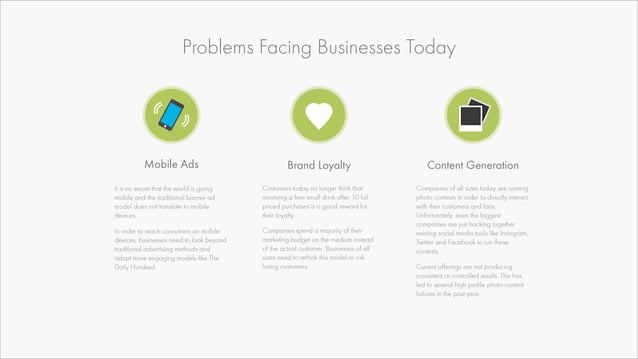 Problems Facing Businesses Today
Mobile Ads
It is no secret that the world is going
mobile and the traditional banner ad
model does not translate to mobile
devices.
In order to reach consumers on mobile
devices, businesses need to look beyond
traditional advertising methods and
adopt more engaging models like The
Daily Hundred.
Brand Loyalty
Customers today no longer think that
receiving a free small drink after 10 full
priced purchases is a good reward for
their loyalty.
Companies spend a majority of their
marketing budget on the medium instead
of the actual customer. Businesses of all
sizes need to rethink this model or risk
losing customers.
Content Generation
Companies of all sizes today are running
photo contests in order to directly interact
with their customers and fans.
Unfortunately, even the biggest
companies are just hacking together
existing social media tools like Instagram,
Twitter and Facebook to run these
contests.
Current offerings are not producing
consistent or controlled results. This has
led to several high profile photo contest
failures in the past year.